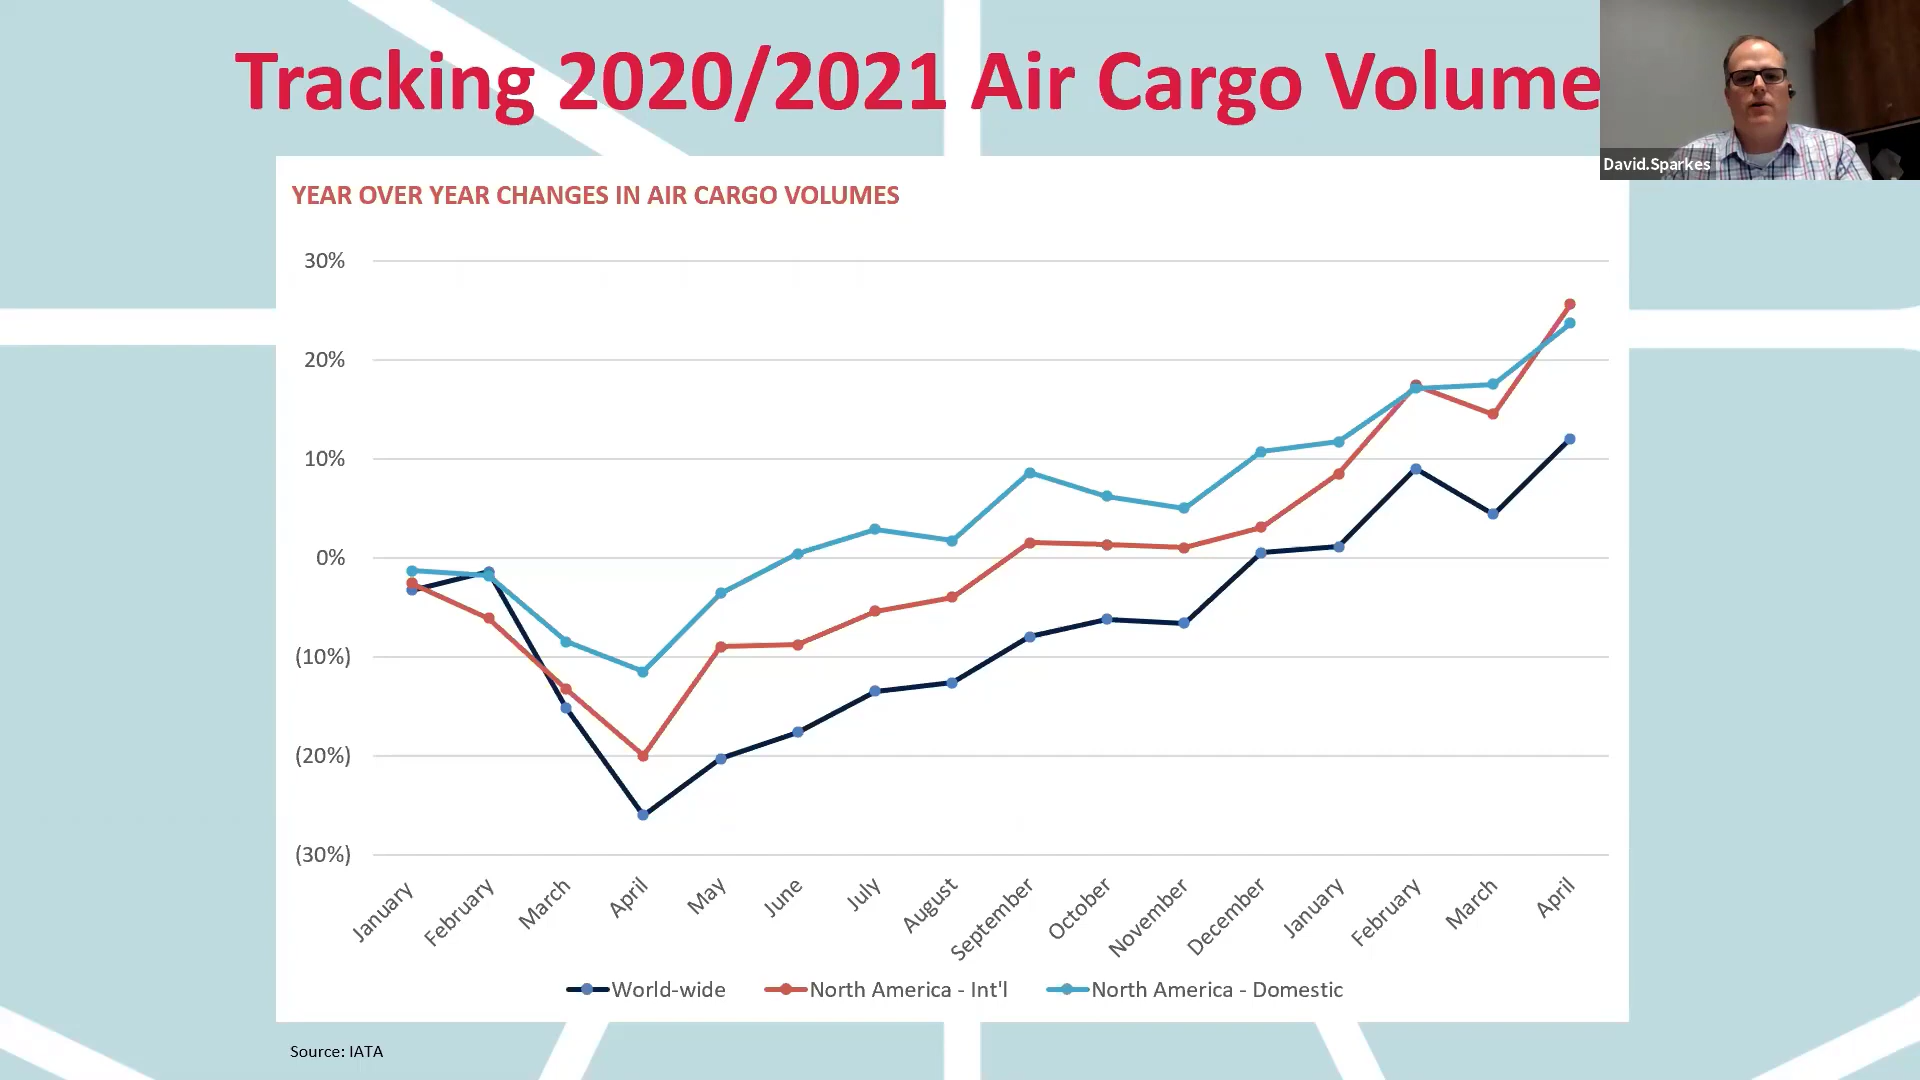 Tracking 2020/2021 Air Cargo Volume
David.Sparkes
YEAR OVER YEAR CHANGES IN AIR CARGO VOLUMES
30%
20%
10%
0%
(10%)
(20%)
(30%)
January
February
March
April
May
June
July
August
September
October
November
December
January
February
March
April
World-wide
North America - Int'l
North America - Domestic
Source: IATA